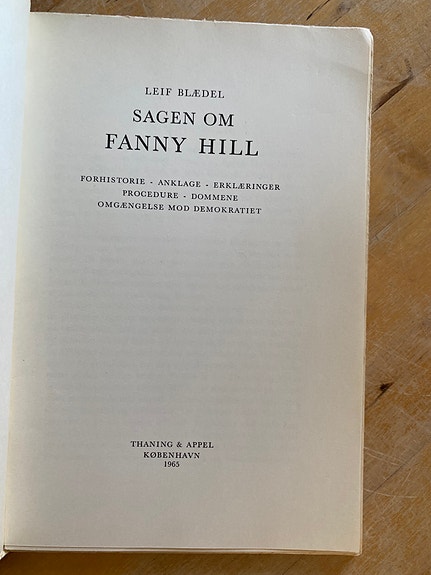 LEIF BLÆDEL
SAGEN OM
FANNY HILL
FORHISTORIE - ANKLAGE - ERKLÆRINGER
PROCEDURE - DOMMENE
OMGÆNGELSE MOD DEMOKRATIET
THANING & APPEL
KØBENHAVN
1965